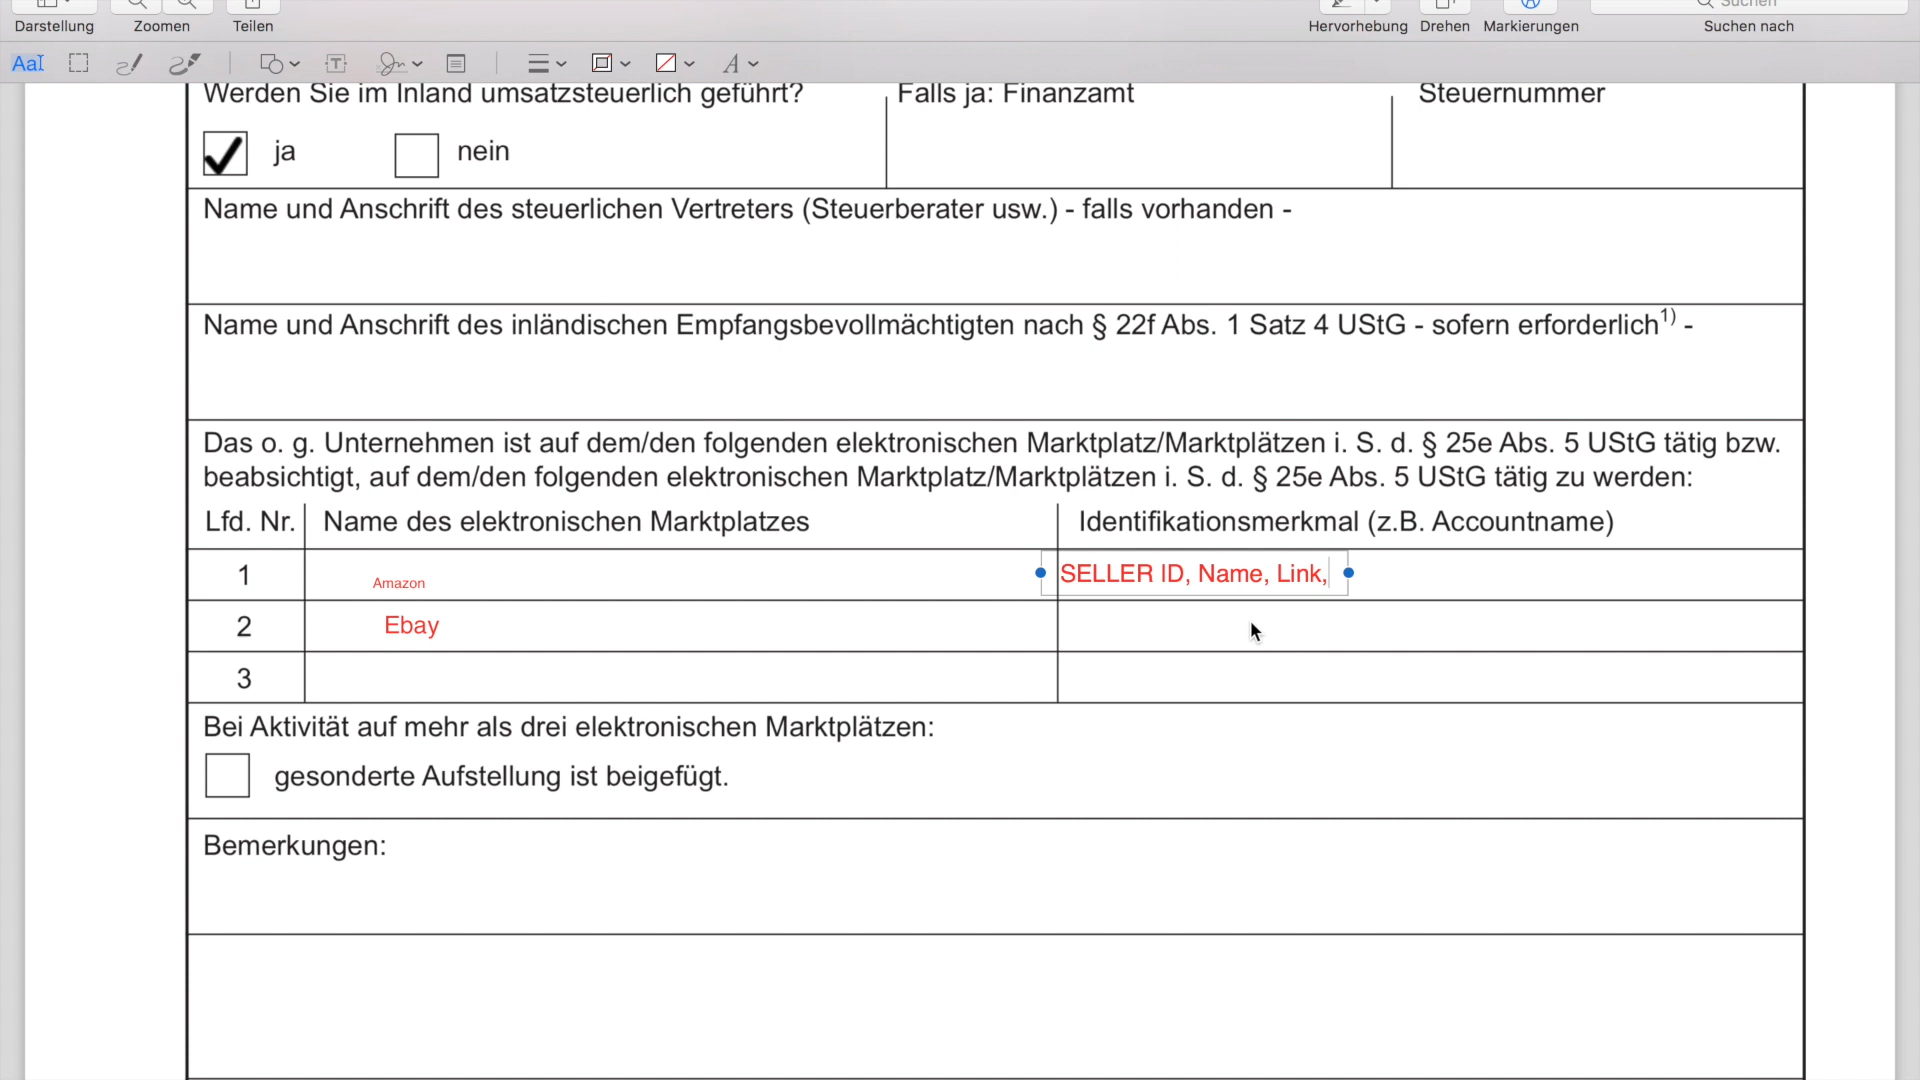 Suchen
Darstellung Zoomen Teilen Hervorhebung Drehen Markierungen Suchen nach
AaI T A
Werden Sie im Inland umsatzsteuerlich geführt? Falls ja: Finanzamt Steuernummer
ja nein
Name und Anschrift des steuerlichen Vertreters (Steuerberater usw.) - falls vorhanden -
Name und Anschrift des inländischen Empfangsbevollmächtigten nach § 22f Abs. 1 Satz 4 UStG - sofern erforderlich1) -
Das o. g. Unternehmen ist auf dem/den folgenden elektronischen Marktplatz/Marktplätzen i. S. d. § 25e Abs. 5 UStG tätig bzw.
beabsichtigt, auf dem/den folgenden elektronischen Marktplatz/Marktplätzen i. S. d. § 25e Abs. 5 UStG tätig zu werden:
Lfd. Nr. Name des elektronischen Marktplatzes Identifikationsmerkmal (z.B. Accountname)
1 Amazon SELLER ID, Name, Link,
2 Ebay
3
Bei Aktivität auf mehr als drei elektronischen Marktplätzen:
gesonderte Aufstellung ist beigefügt.
Bemerkungen: